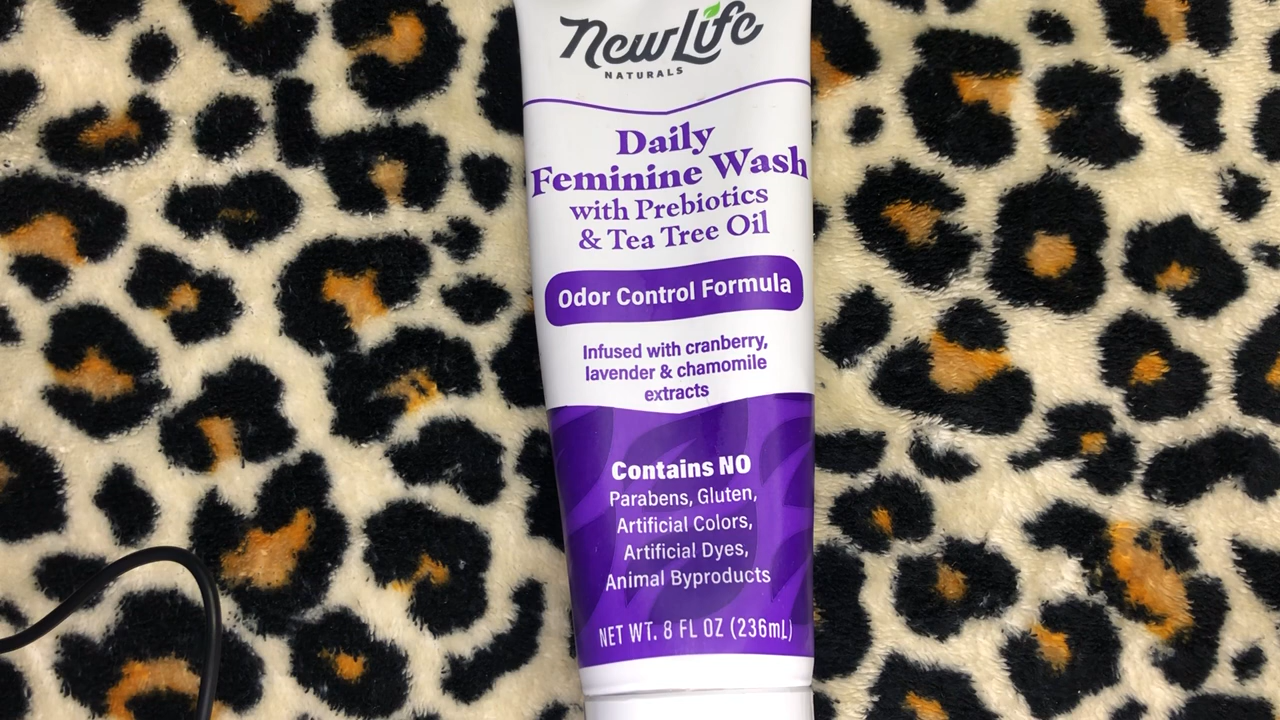 NewLife
NATURALS
Daily
Feminine Wash
with Prebiotics
& Tea Tree Oil
Odor Control Formula
Infused with cranberry,
lavender & chamomile
extracts
Contains NO
Parabens, Gluten,
Artificial Colors,
Artificial Dyes,
Animal Byproducts
NET WT. 8 FL OZ (236mL)